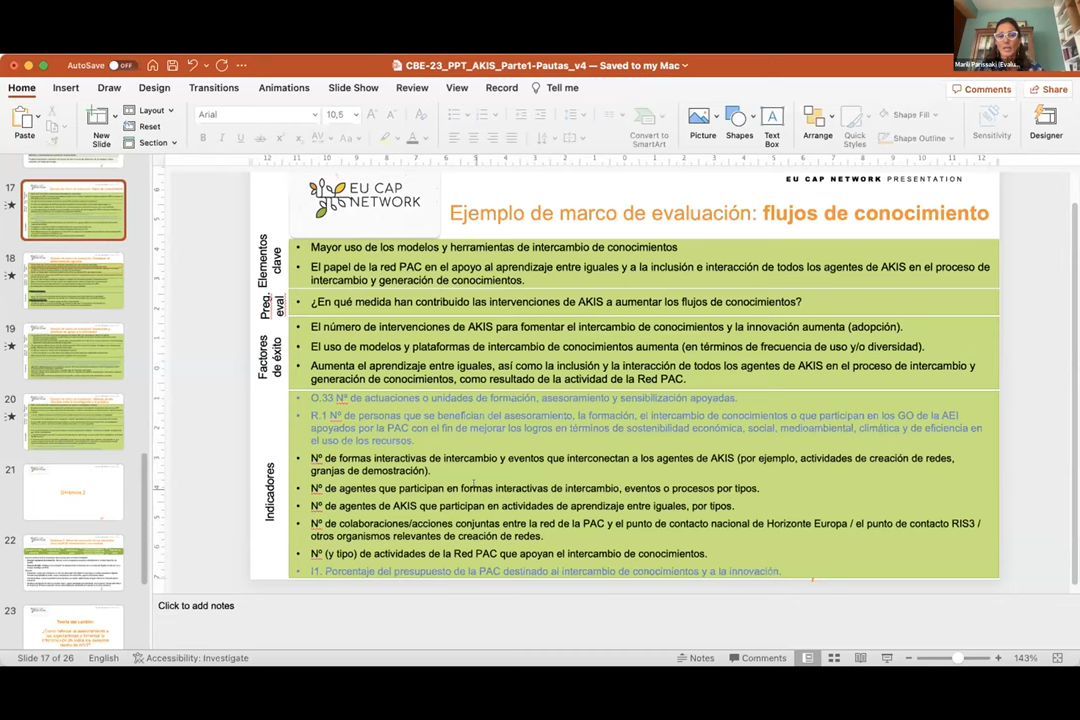 Marili Parissaki (Evalu...
AutoSave OFF
CBE-23_PPT_AKIS_Parte1-Pautas_v4 — Saved to my Mac
Home Insert Draw Design Transitions Animations Slide Show Review View Record Tell me
Comments Share
Paste
New
Slide
Layout
Reset
Section
Arial 10,5
Convert to
SmartArt
Picture
Shapes
Text
Box
Arrange
Quick
Styles
Shape Fill
Shape Outline
Sensitivity
Designer
17
18
19
20
21
Dinámica 2
22
23
Teoría del cambio:
EU CAP
NETWORK
EU CAP NETWORK PRESENTATION
Ejemplo de marco de evaluación: flujos de conocimiento
Elementos
clave
• Mayor uso de los modelos y herramientas de intercambio de conocimientos
• El papel de la red PAC en el apoyo al aprendizaje entre iguales y a la inclusión e interacción de todos los agentes de AKIS en el proceso de
intercambio y generación de conocimientos.
Preg.
eval.
• ¿En qué medida han contribuido las intervenciones de AKIS a aumentar los flujos de conocimientos?
Factores
de éxito
• El número de intervenciones de AKIS para fomentar el intercambio de conocimientos y la innovación aumenta (adopción).
• El uso de modelos y plataformas de intercambio de conocimientos aumenta (en términos de frecuencia de uso y/o diversidad).
• Aumenta el aprendizaje entre iguales, así como la inclusión y la interacción de todos los agentes de AKIS en el proceso de intercambio y
generación de conocimientos, como resultado de la actividad de la Red PAC.
Indicadores
• O.33 Nº de actuaciones o unidades de formación, asesoramiento y sensibilización apoyadas.
• R.1 Nº de personas que se benefician del asesoramiento, la formación, el intercambio de conocimientos o que participan en los GO de la AEI
apoyados por la PAC con el fin de mejorar los logros en términos de sostenibilidad económica, social, medioambiental, climática y de eficiencia en
el uso de los recursos.
• Nº de formas interactivas de intercambio y eventos que interconectan a los agentes de AKIS (por ejemplo, actividades de creación de redes,
granjas de demostración).
• Nº de agentes que participan en formas interactivas de intercambio, eventos o procesos por tipos.
• Nº de agentes de AKIS que participan en actividades de aprendizaje entre iguales, por tipos.
• Nº de colaboraciones/acciones conjuntas entre la red de la PAC y el punto de contacto nacional de Horizonte Europa / el punto de contacto RIS3 /
otros organismos relevantes de creación de redes.
• Nº (y tipo) de actividades de la Red PAC que apoyan el intercambio de conocimientos.
• I1. Porcentaje del presupuesto de la PAC destinado al intercambio de conocimientos y a la innovación.
Click to add notes
Slide 17 of 26 English Accessibility: Investigate Notes Comments 143%